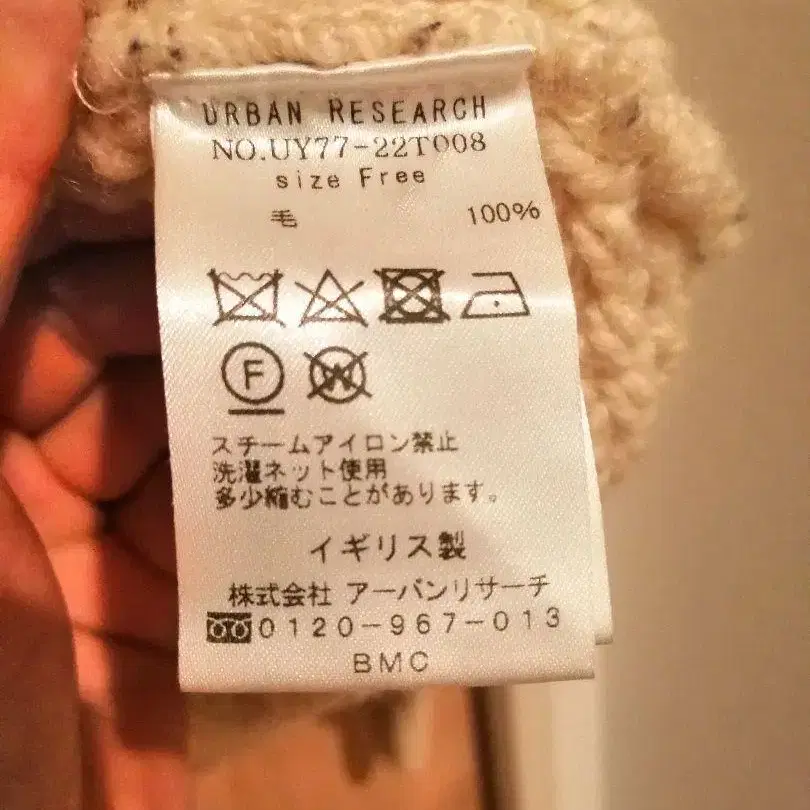 URBAN RESEARCH
NO.UY77-22T008
size Free
毛 100%
F W
スチームアイロン禁止
洗濯ネット使用
多少縮むことがあります。
イギリス製
株式会社 アーバンリサーチ
0120-967-013
BMC